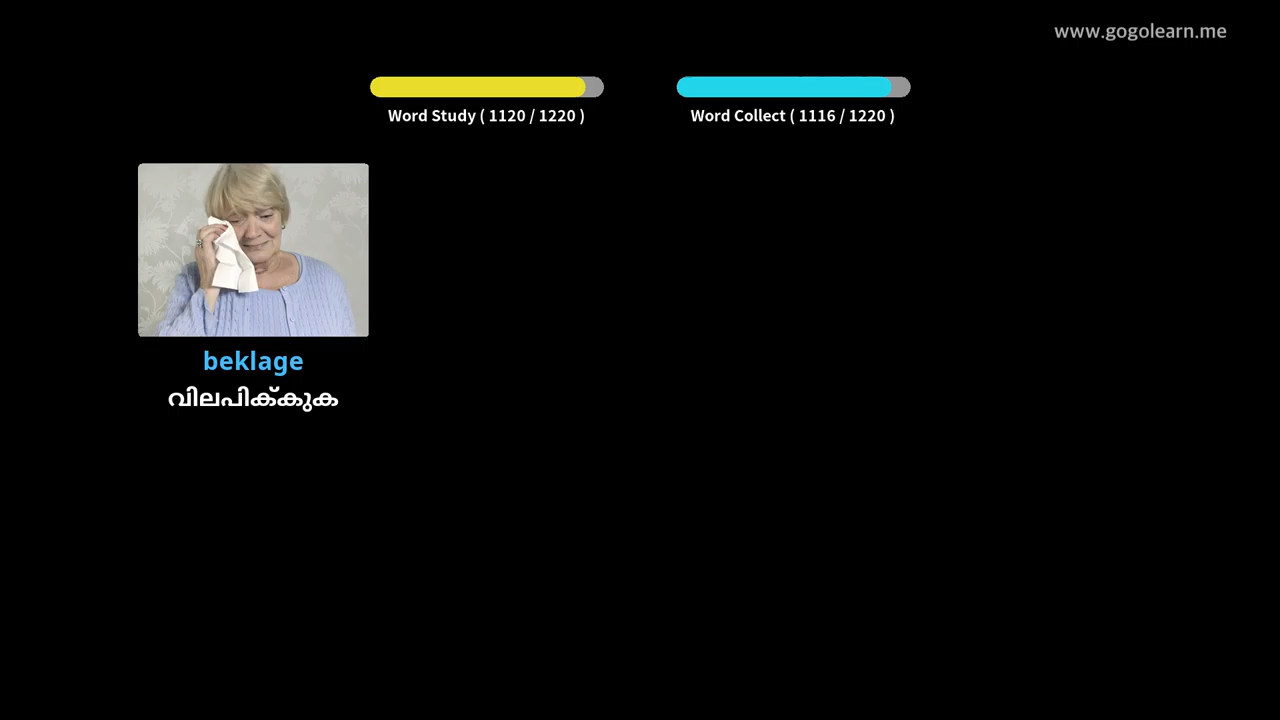 www.gogolearn.me
Word Study ( 1120 / 1220 )
Word Collect ( 1116 / 1220 )
beklage
വിലപിക്കുക